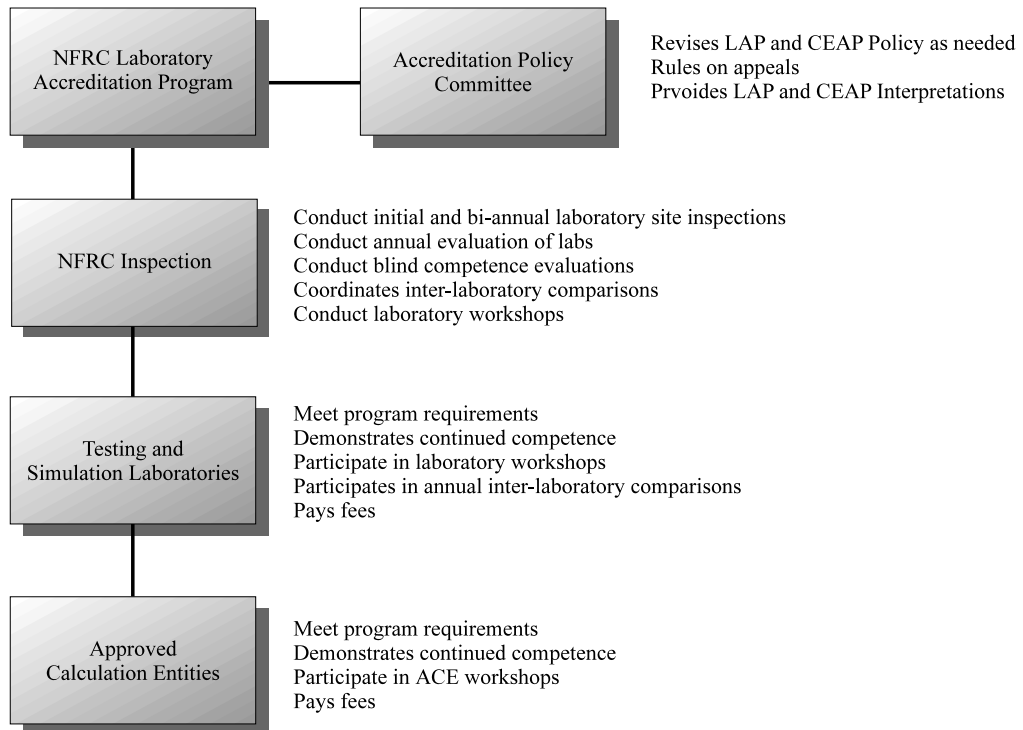 NFRC Laboratory
Accreditation Program
Accreditation Policy
Committee
Revises LAP and CEAP Policy as needed
Rules on appeals
Prvoides LAP and CEAP Interpretations
NFRC Inspection
Conduct initial and bi-annual laboratory site inspections
Conduct annual evaluation of labs
Conduct blind competence evaluations
Coordinates inter-laboratory comparisons
Conduct laboratory workshops
Testing and
Simulation Laboratories
Meet program requirements
Demonstrates continued competence
Participate in laboratory workshops
Participates in annual inter-laboratory comparisons
Pays fees
Approved
Calculation Entities
Meet program requirements
Demonstrates continued competence
Participate in ACE workshops
Pays fees